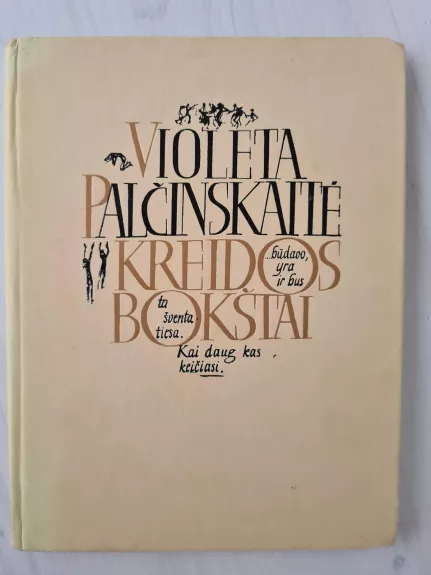 VIOLETA
PALČINSKAITĖ
KREIDOS
...būdavo,
yra
ir bus
BOKŠTAI
ta
šventa
tiesa.
Kai daug kas
keičiasi.